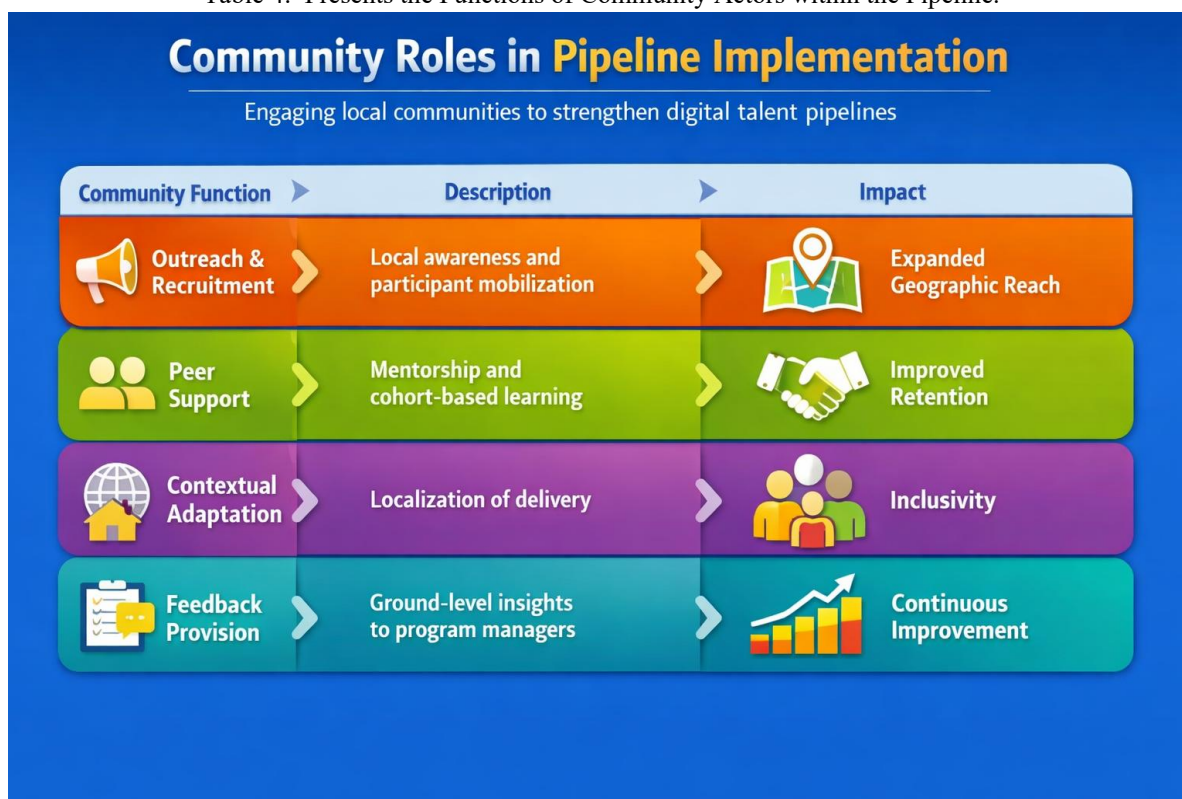 Table 4: Presents the Functions of Community Actors within the Pipeline.
Community Roles in Pipeline Implementation
Engaging local communities to strengthen digital talent pipelines
Community Function
Description
Impact
Outreach &
Recruitment
Local awareness and
participant mobilization
Expanded
Geographic Reach
Peer
Support
Mentorship and
cohort-based learning
Improved
Retention
Contextual
Adaptation
Localization of delivery
Inclusivity
Feedback
Provision
Ground-level insights
to program managers
Continuous
Improvement